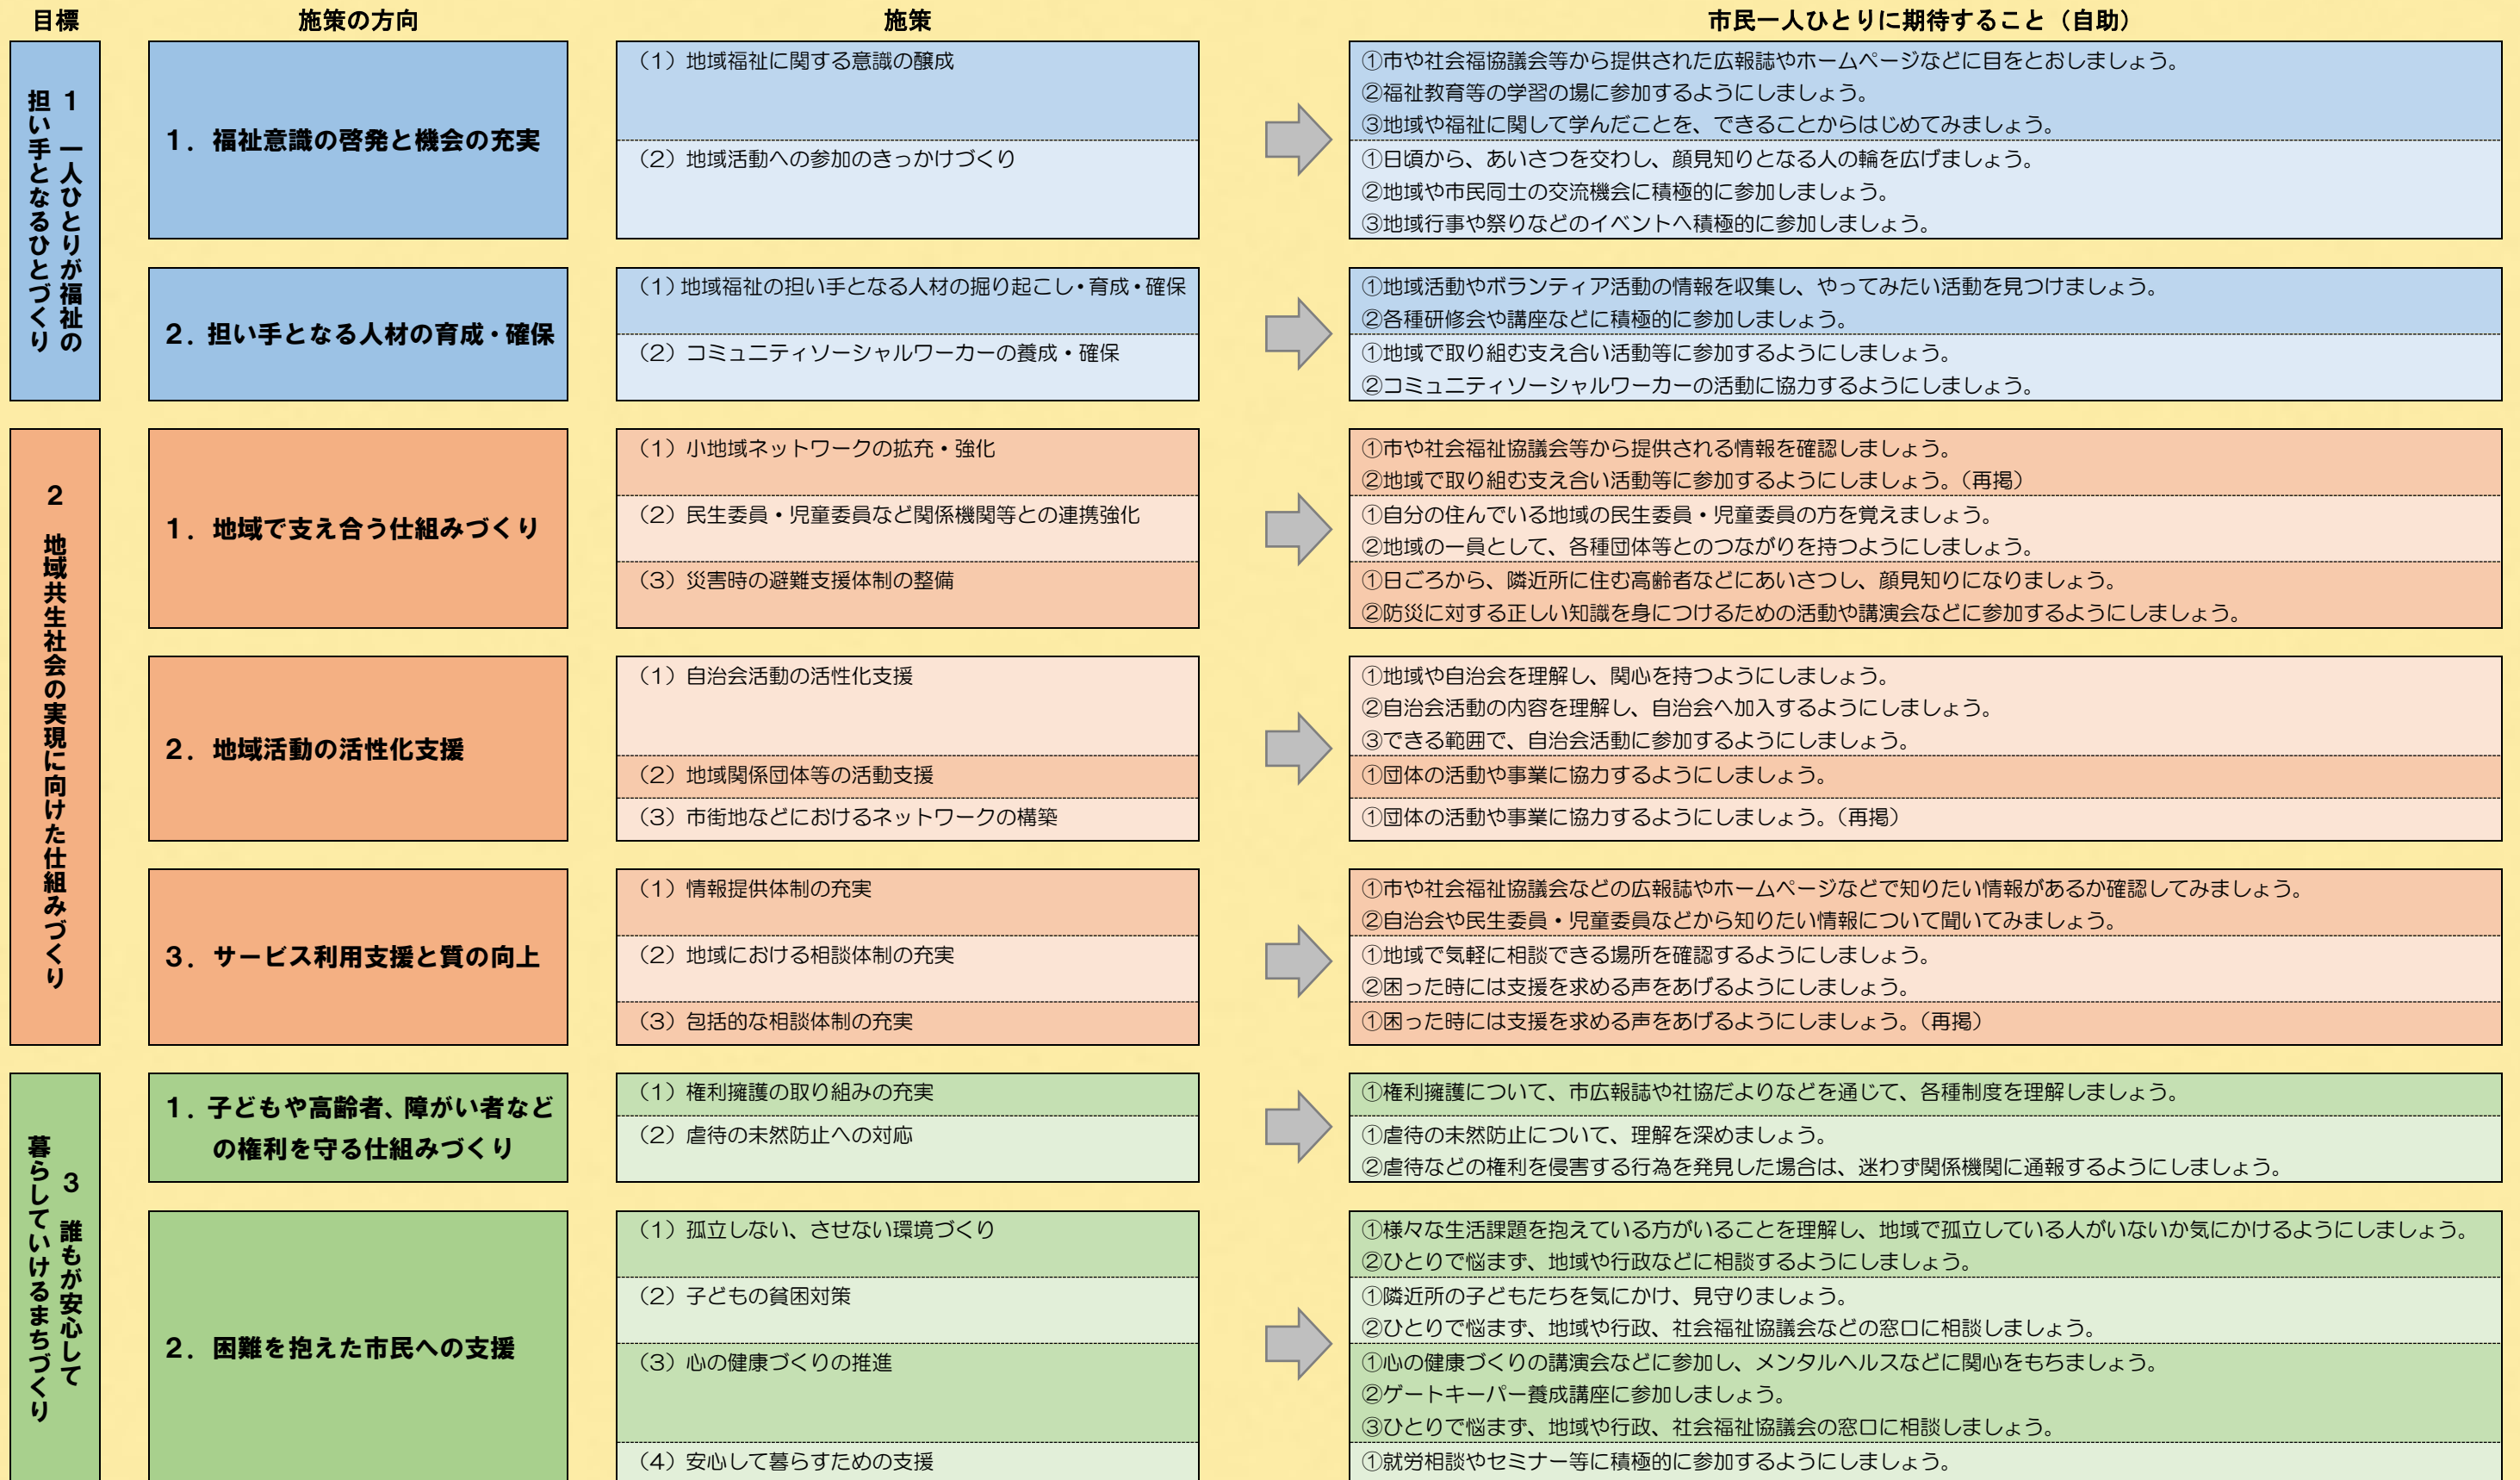 目標
施策の方向
施策
市民一人ひとりに期待すること（自助）
1 一人ひとりが福祉の
担い手となるひとづくり
1．福祉意識の啓発と機会の充実
（1）地域福祉に関する意識の醸成
①市や社会福協議会等から提供された広報誌やホームページなどに目をとおしましょう。
②福祉教育等の学習の場に参加するようにしましょう。
③地域や福祉に関して学んだことを、できることからはじめてみましょう。
（2）地域活動への参加のきっかけづくり
①日頃から、あいさつを交わし、顔見知りとなる人の輪を広げましょう。
②地域や市民同士の交流機会に積極的に参加しましょう。
③地域行事や祭りなどのイベントへ積極的に参加しましょう。
2．担い手となる人材の育成・確保
（1）地域福祉の担い手となる人材の掘り起こし・育成・確保
①地域活動やボランティア活動の情報を収集し、やってみたい活動を見つけましょう。
②各種研修会や講座などに積極的に参加しましょう。
（2）コミュニティソーシャルワーカーの養成・確保
①地域で取り組む支え合い活動等に参加するようにしましょう。
②コミュニティソーシャルワーカーの活動に協力するようにしましょう。
2 地域共生社会の実現に向けた仕組みづくり
1．地域で支え合う仕組みづくり
（1）小地域ネットワークの拡充・強化
①市や社会福祉協議会等から提供される情報を確認しましょう。
②地域で取り組む支え合い活動等に参加するようにしましょう。（再掲）
（2）民生委員・児童委員など関係機関等との連携強化
①自分の住んでいる地域の民生委員・児童委員の方を覚えましょう。
②地域の一員として、各種団体等とのつながりを持つようにしましょう。
（3）災害時の避難支援体制の整備
①日ごろから、隣近所に住む高齢者などにあいさつし、顔見知りになりましょう。
②防災に対する正しい知識を身につけるための活動や講演会などに参加するようにしましょう。
2．地域活動の活性化支援
（1）自治会活動の活性化支援
①地域や自治会を理解し、関心を持つようにしましょう。
②自治会活動の内容を理解し、自治会へ加入するようにしましょう。
③できる範囲で、自治会活動に参加するようにしましょう。
（2）地域関係団体等の活動支援
①団体の活動や事業に協力するようにしましょう。
（3）市街地などにおけるネットワークの構築
①団体の活動や事業に協力するようにしましょう。（再掲）
3．サービス利用支援と質の向上
（1）情報提供体制の充実
①市や社会福祉協議会などの広報誌やホームページなどで知りたい情報があるか確認してみましょう。
②自治会や民生委員・児童委員などから知りたい情報について聞いてみましょう。
（2）地域における相談体制の充実
①地域で気軽に相談できる場所を確認するようにしましょう。
②困った時には支援を求める声をあげるようにしましょう。
（3）包括的な相談体制の充実
①困った時には支援を求める声をあげるようにしましょう。（再掲）
3 誰もが安心して
暮らしていけるまちづくり
1．子どもや高齢者、障がい者など
の権利を守る仕組みづくり
（1）権利擁護の取り組みの充実
①権利擁護について、市広報誌や社協だよりなどを通じて、各種制度を理解しましょう。
（2）虐待の未然防止への対応
①虐待の未然防止について、理解を深めましょう。
②虐待などの権利を侵害する行為を発見した場合は、迷わず関係機関に通報するようにしましょう。
2．困難を抱えた市民への支援
（1）孤立しない、させない環境づくり
①様々な生活課題を抱えている方がいることを理解し、地域で孤立している人がいないか気にかけるようにしましょう。
②ひとりで悩まず、地域や行政などに相談するようにしましょう。
（2）子どもの貧困対策
①隣近所の子どもたちを気にかけ、見守りましょう。
②ひとりで悩まず、地域や行政、社会福祉協議会などの窓口に相談しましょう。
（3）心の健康づくりの推進
①心の健康づくりの講演会などに参加し、メンタルヘルスなどに関心をもちましょう。
②ゲートキーパー養成講座に参加しましょう。
③ひとりで悩まず、地域や行政、社会福祉協議会の窓口に相談しましょう。
（4）安心して暮らすための支援
①就労相談やセミナー等に積極的に参加するようにしましょう。